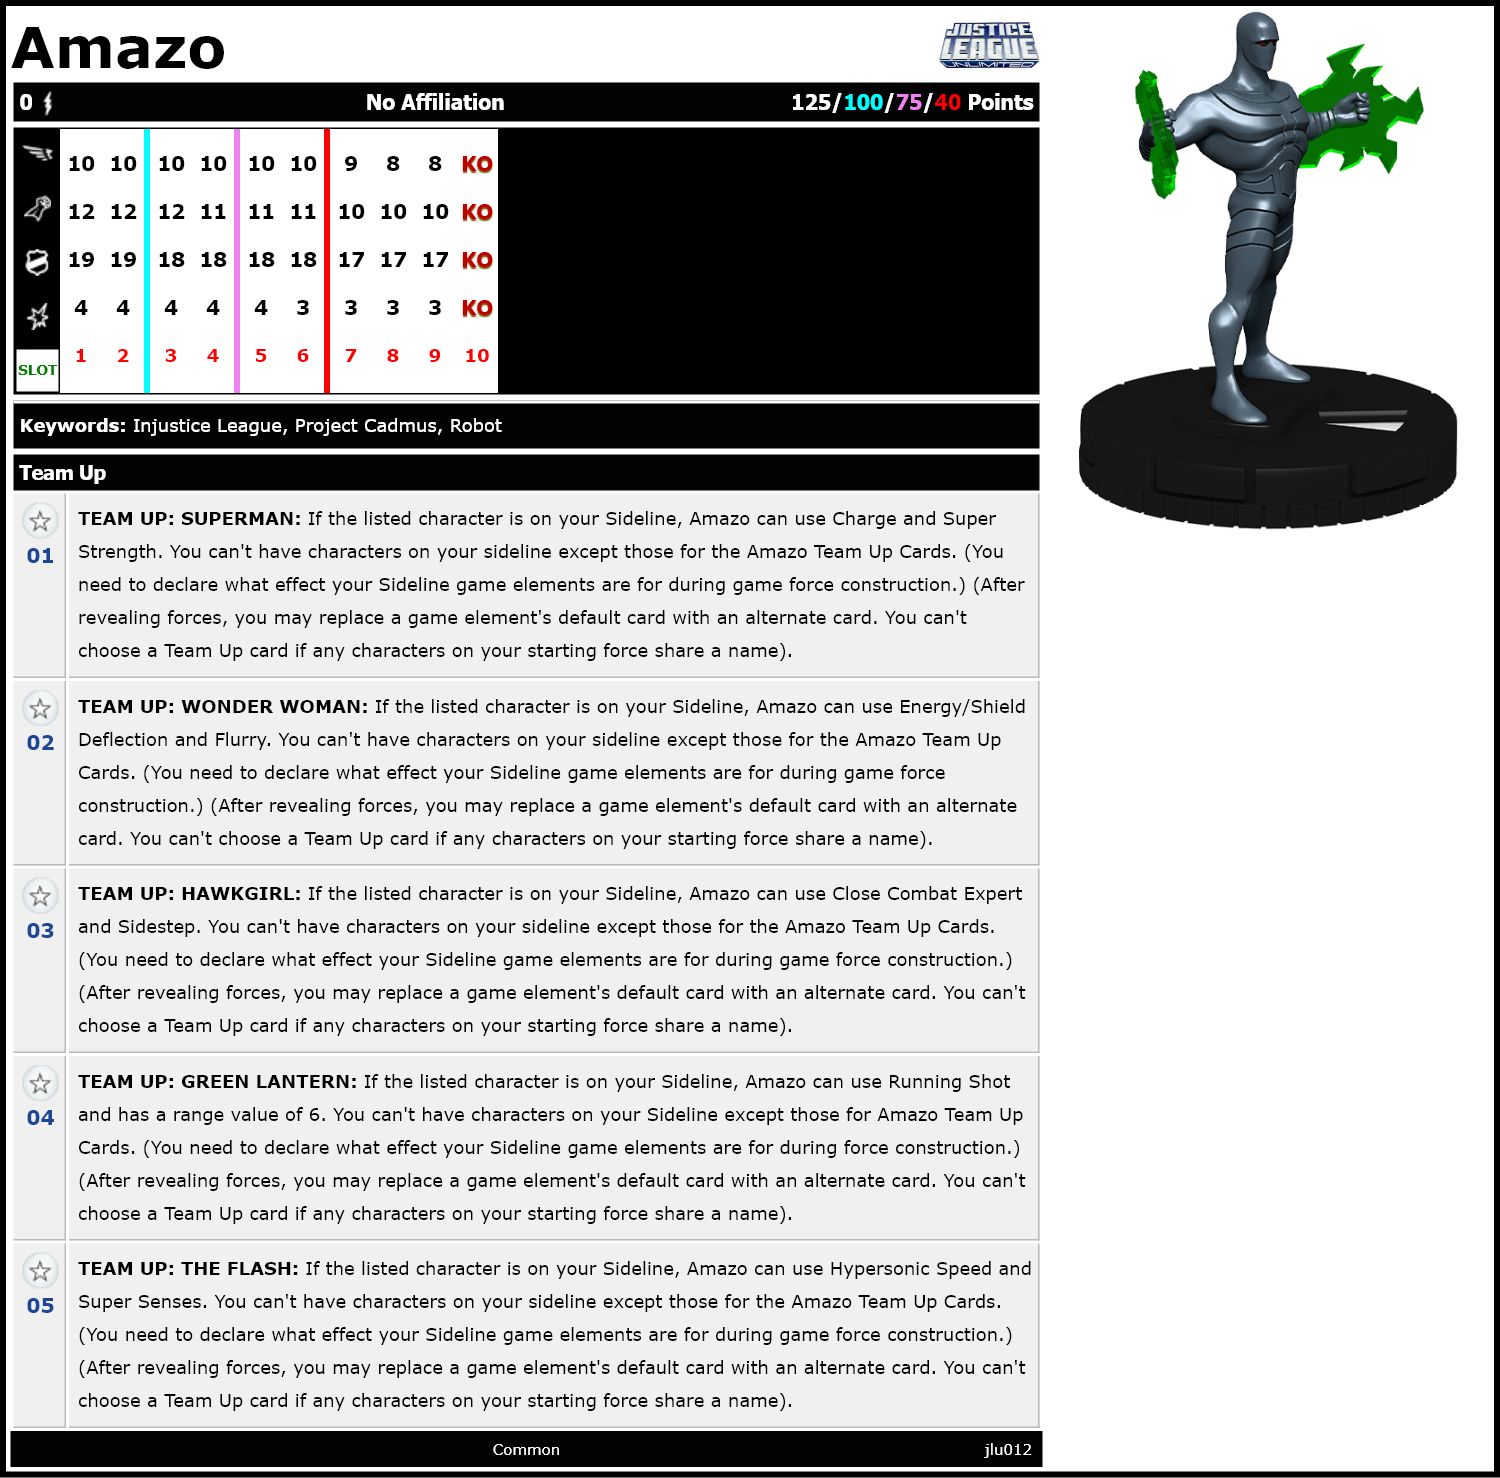 Amazo
JUSTICE
LEAGUE
UNLIMITED
0 No Affiliation 125/100/75/40 Points
10 10 10 10 10 10 9 8 8 KO
12 12 12 11 11 11 10 10 10 KO
19 19 18 18 18 18 17 17 17 KO
4 4 4 4 4 3 3 3 3 KO
SLOT 1 2 3 4 5 6 7 8 9 10
Keywords: Injustice League, Project Cadmus, Robot
Team Up
01
TEAM UP: SUPERMAN: If the listed character is on your Sideline, Amazo can use Charge and Super
Strength. You can't have characters on your sideline except those for the Amazo Team Up Cards. (You
need to declare what effect your Sideline game elements are for during game force construction.) (After
revealing forces, you may replace a game element's default card with an alternate card. You can't
choose a Team Up card if any characters on your starting force share a name).
02
TEAM UP: WONDER WOMAN: If the listed character is on your Sideline, Amazo can use Energy/Shield
Deflection and Flurry. You can't have characters on your sideline except those for the Amazo Team Up
Cards. (You need to declare what effect your Sideline game elements are for during game force
construction.) (After revealing forces, you may replace a game element's default card with an alternate
card. You can't choose a Team Up card if any characters on your starting force share a name).
03
TEAM UP: HAWKGIRL: If the listed character is on your Sideline, Amazo can use Close Combat Expert
and Sidestep. You can't have characters on your sideline except those for the Amazo Team Up Cards.
(You need to declare what effect your Sideline game elements are for during game force construction.)
(After revealing forces, you may replace a game element's default card with an alternate card. You can't
choose a Team Up card if any characters on your starting force share a name).
04
TEAM UP: GREEN LANTERN: If the listed character is on your Sideline, Amazo can use Running Shot
and has a range value of 6. You can't have characters on your Sideline except those for Amazo Team Up
Cards. (You need to declare what effect your Sideline game elements are for during force construction.)
(After revealing forces, you may replace a game element's default card with an alternate card. You can't
choose a Team Up card if any characters on your starting force share a name).
05
TEAM UP: THE FLASH: If the listed character is on your Sideline, Amazo can use Hypersonic Speed and
Super Senses. You can't have characters on your sideline except those for the Amazo Team Up Cards.
(You need to declare what effect your Sideline game elements are for during game force construction.)
(After revealing forces, you may replace a game element's default card with an alternate card. You can't
choose a Team Up card if any characters on your starting force share a name).
Common jlu012